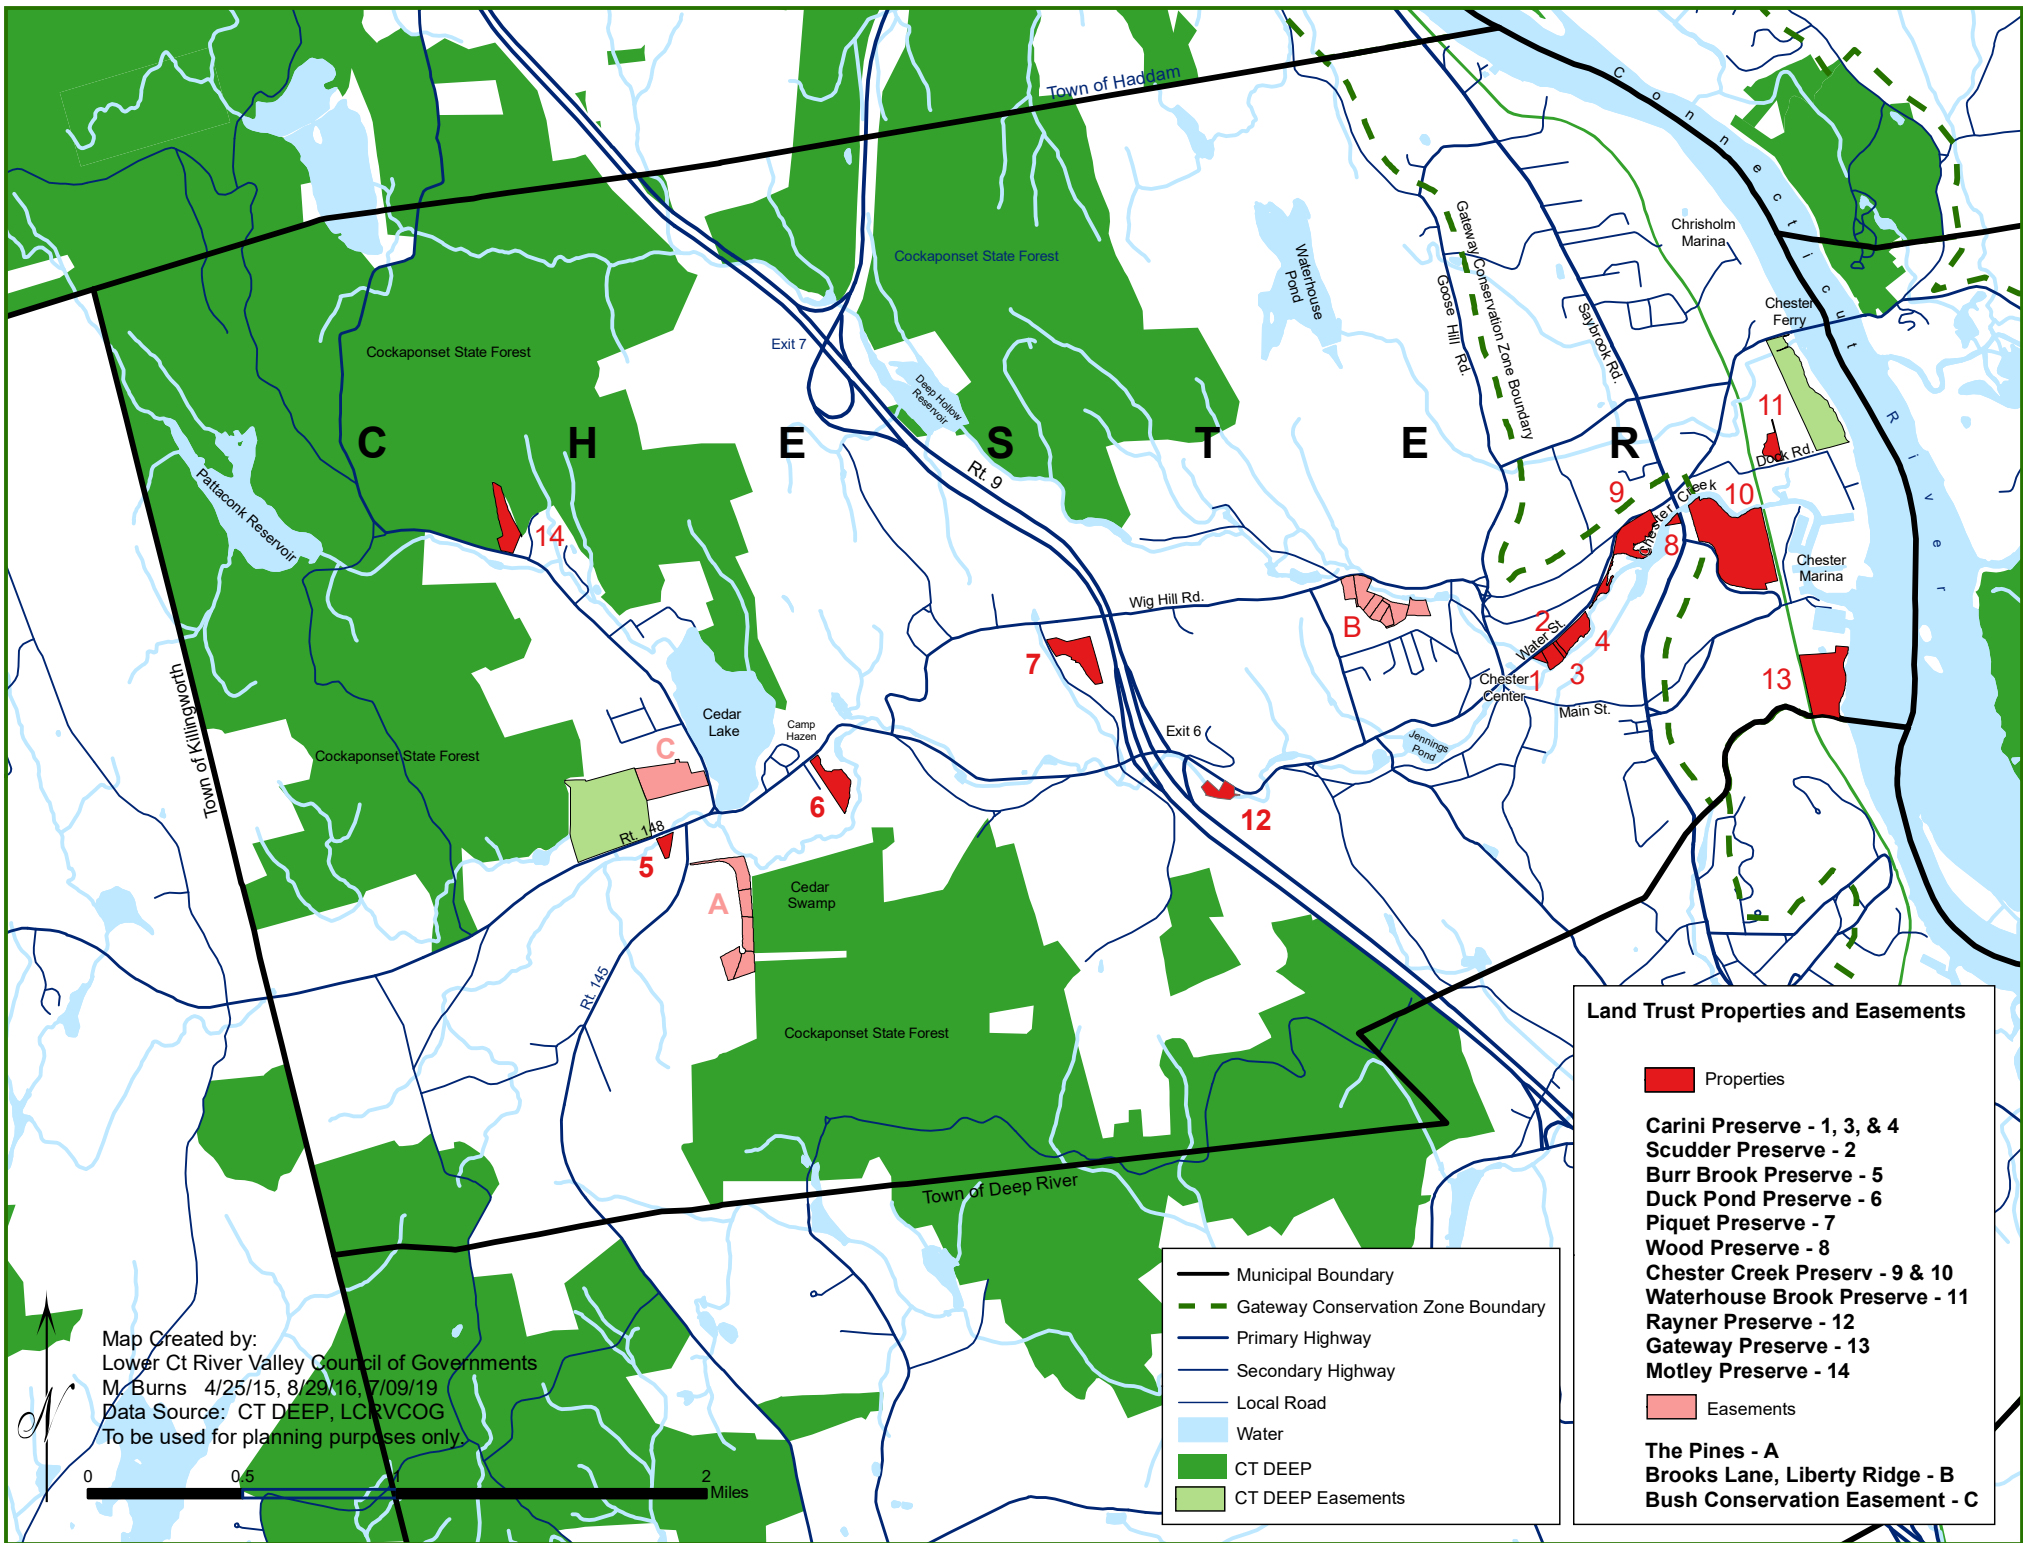 Town of Haddam
Connecticut
River
Chrisholm
Marina
Chester
Ferry
Gateway Conservation Zone Boundary
Goose Hill Rd.
Saybrook Rd.
Waterhouse
Pond
Cockaponset State Forest
Exit 7
Cockaponset State Forest
Deep Hollow
Reservoir
C H E S T E R
Rt. 9
Pattaconk Reservoir
11
Dock Rd.
9
10
Chester Creek
8
14
Chester
Marina
Wig Hill Rd.
B
2
Water St.
4
7
1
3
Chester
Center
13
Main St.
Town of Killingworth
Cedar
Lake
Camp
Hazen
Exit 6
Jennings
Pond
C
Cockaponset State Forest
6
12
Rt. 148
5
A
Cedar
Swamp
Rt. 145
Cockaponset State Forest
Town of Deep River
Land Trust Properties and Easements
Properties
Carini Preserve - 1, 3, & 4
Scudder Preserve - 2
Burr Brook Preserve - 5
Duck Pond Preserve - 6
Piquet Preserve - 7
Wood Preserve - 8
Chester Creek Preserv - 9 & 10
Waterhouse Brook Preserve - 11
Rayner Preserve - 12
Gateway Preserve - 13
Motley Preserve - 14
Easements
The Pines - A
Brooks Lane, Liberty Ridge - B
Bush Conservation Easement - C
Municipal Boundary
Gateway Conservation Zone Boundary
Primary Highway
Secondary Highway
Local Road
Water
CT DEEP
CT DEEP Easements
N
Map Created by:
Lower Ct River Valley Council of Governments
M. Burns 4/25/15, 8/29/16, 7/09/19
Data Source: CT DEEP, LCRVCOG
To be used for planning purposes only.
0 0.5 1 2
Miles